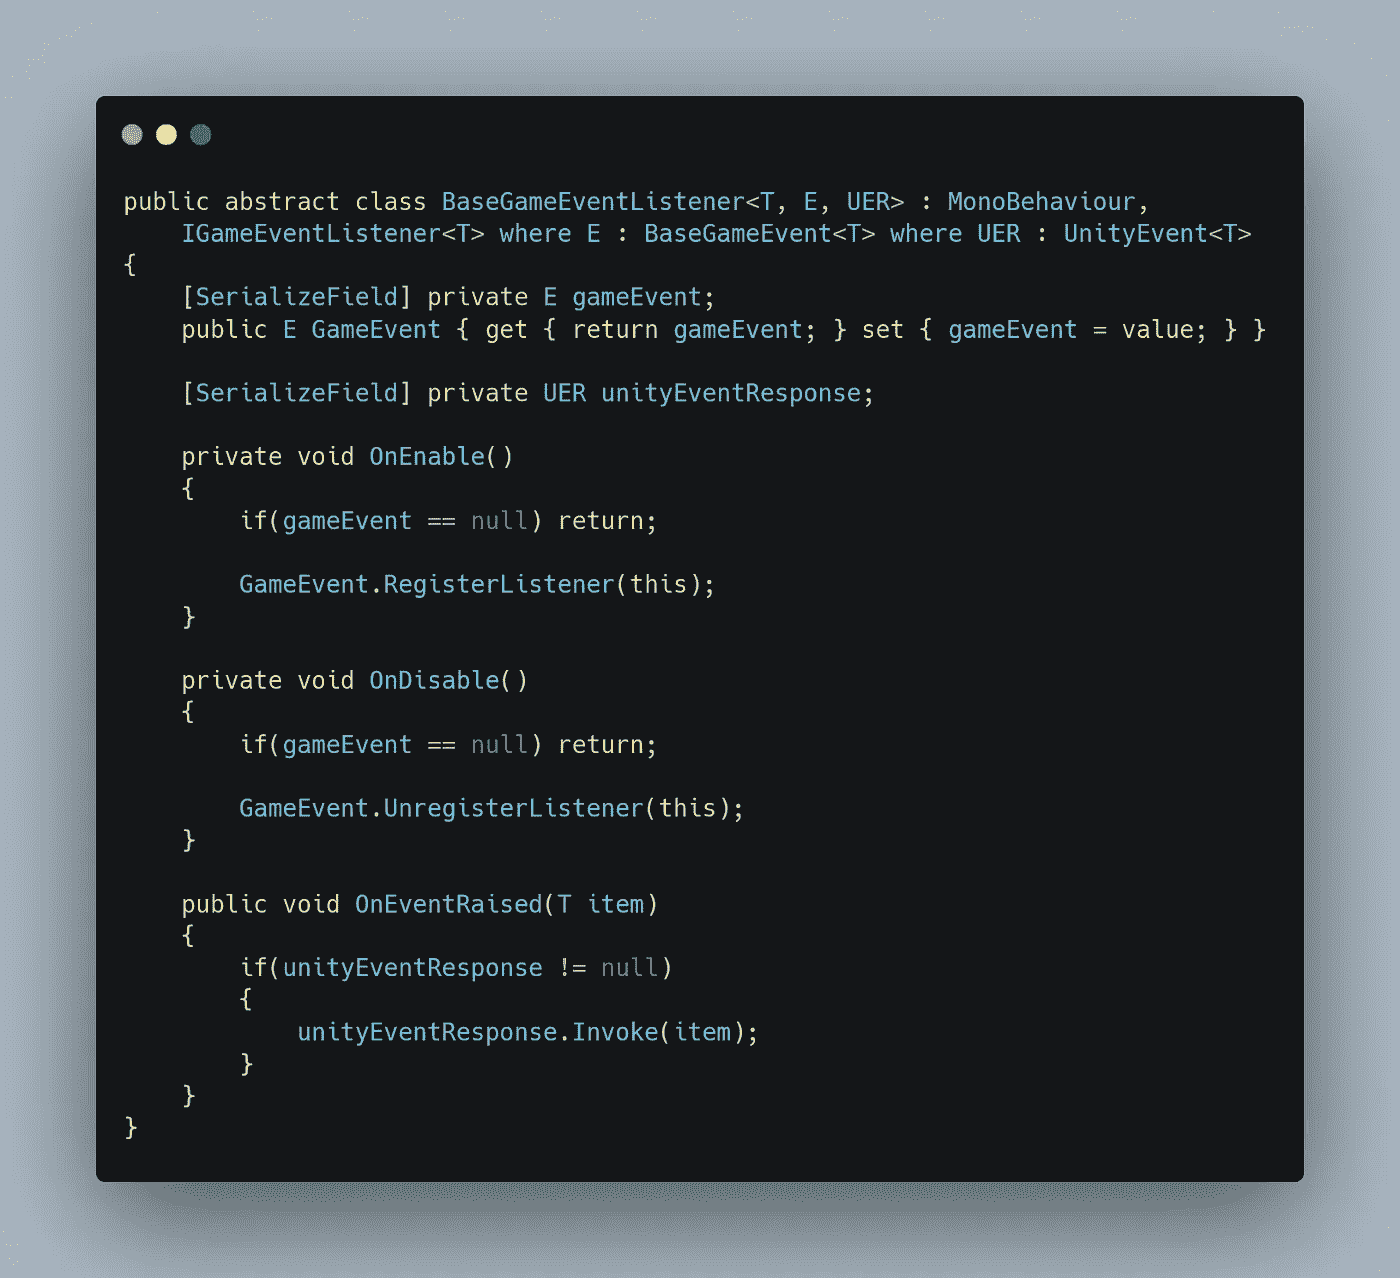 public abstract class BaseGameEventListener<T, E, UER> : MonoBehaviour,
    IGameEventListener<T> where E : BaseGameEvent<T> where UER : UnityEvent<T>
{
    [SerializeField] private E gameEvent;
    public E GameEvent { get { return gameEvent; } set { gameEvent = value; } }

    [SerializeField] private UER unityEventResponse;

    private void OnEnable()
    {
        if(gameEvent == null) return;

        GameEvent.RegisterListener(this);
    }

    private void OnDisable()
    {
        if(gameEvent == null) return;

        GameEvent.UnregisterListener(this);
    }

    public void OnEventRaised(T item)
    {
        if(unityEventResponse != null)
        {
            unityEventResponse.Invoke(item);
        }
    }
}